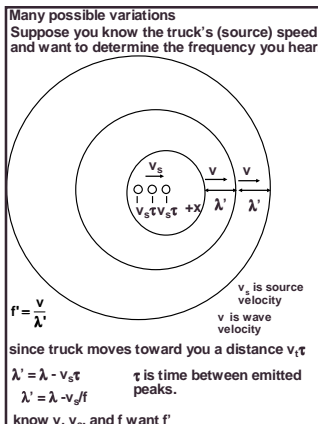 Many possible variations
Suppose you know the truck's (source) speed
and want to determine the frequency you hear
v_s
v v
v_sτ v_sτ +x λ' λ'
v_s is source
velocity
v is wave
velocity
f' = v/λ'
since truck moves toward you a distance v_tτ
λ' = λ - v_sτ
τ is time between emitted
peaks.
λ' = λ -v_s/f
know v, v_s, and f want f'